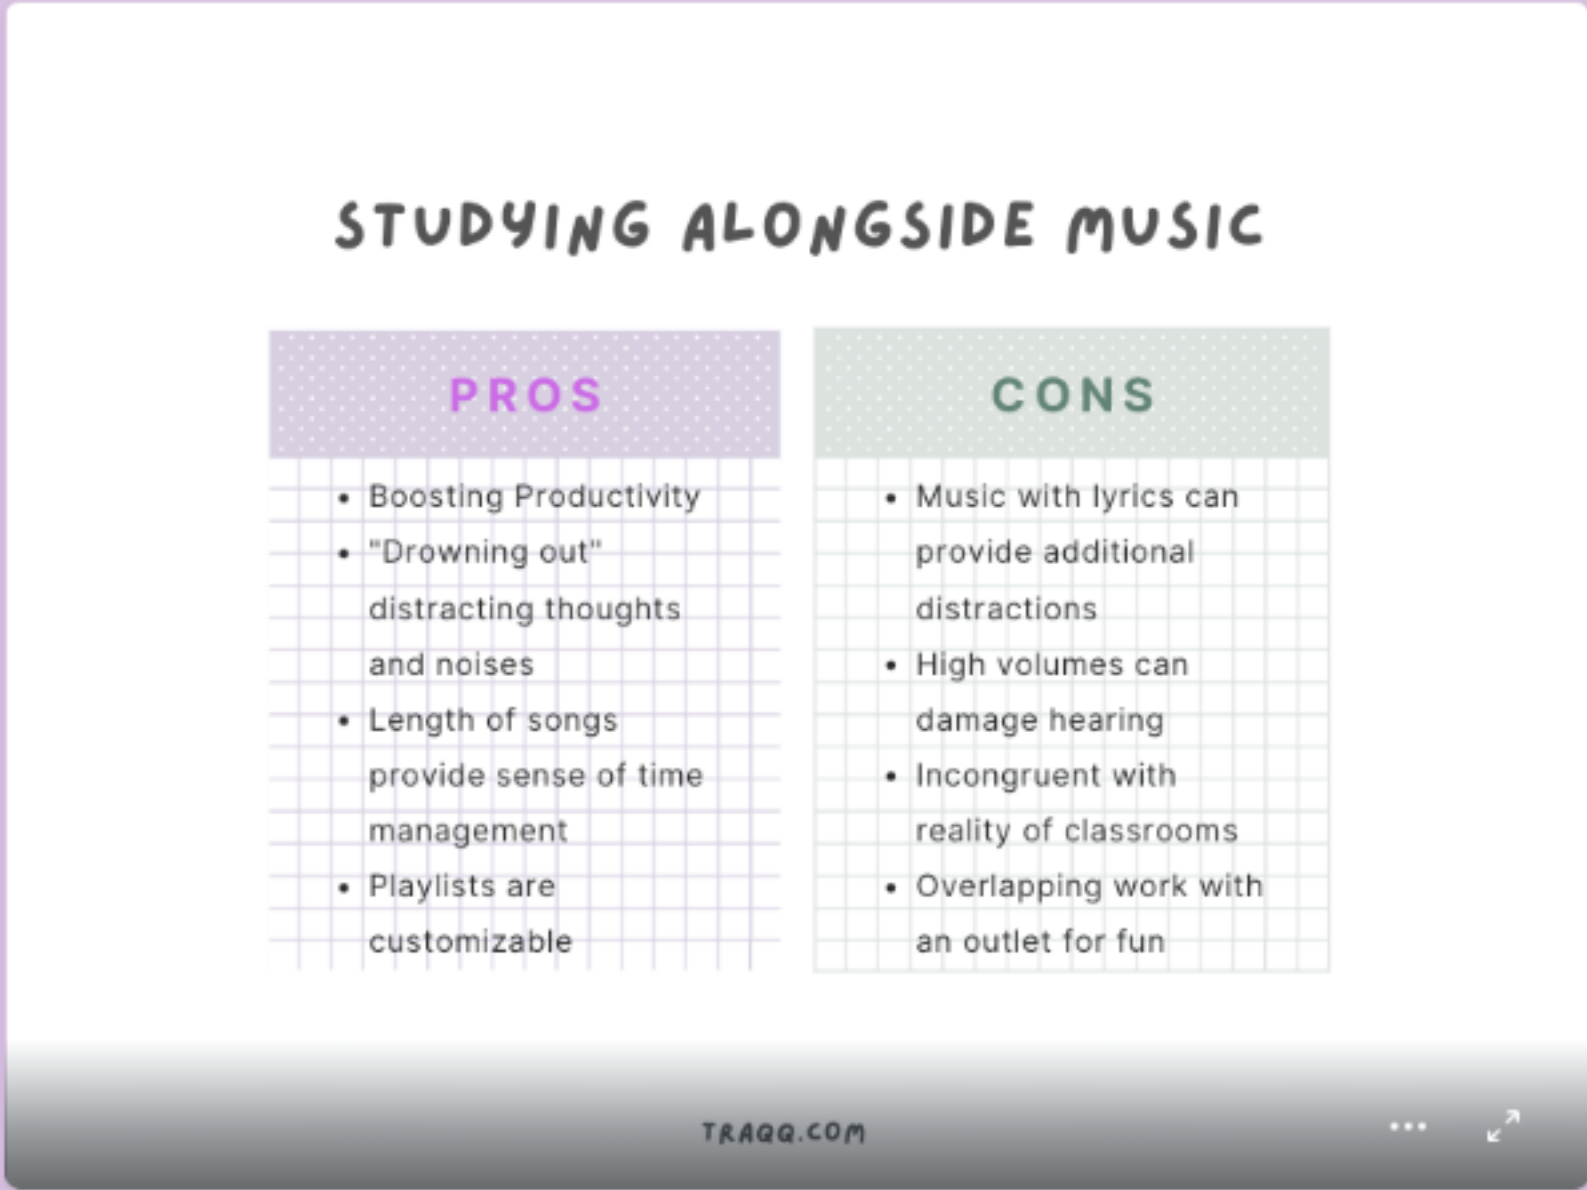 STUDYING ALONGSIDE MUSIC
PROS
• Boosting Productivity
• "Drowning out"
distracting thoughts
and noises
• Length of songs
provide sense of time
management
• Playlists are
customizable
CONS
• Music with lyrics can
provide additional
distractions
• High volumes can
damage hearing
• Incongruent with
reality of classrooms
• Overlapping work with
an outlet for fun
TRAQQ.COM